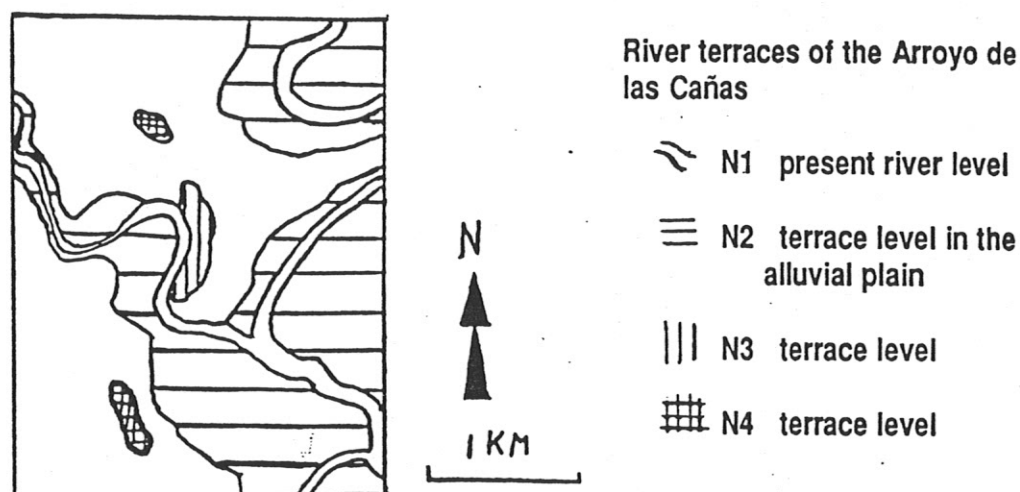 River terraces of the Arroyo de
las Cañas
N1 present river level
N2 terrace level in the
alluvial plain
N3 terrace level
N4 terrace level
N
1 KM